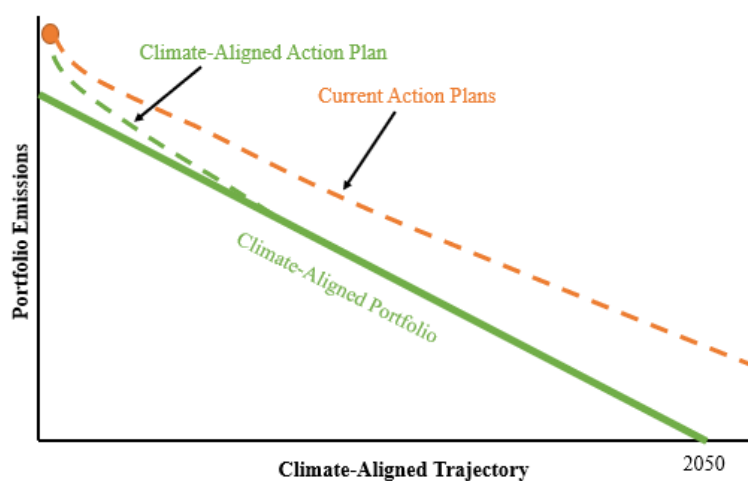 Climate-Aligned Action Plan
Current Action Plans
Portfolio Emissions
Climate-Aligned Portfolio
2050
Climate-Aligned Trajectory